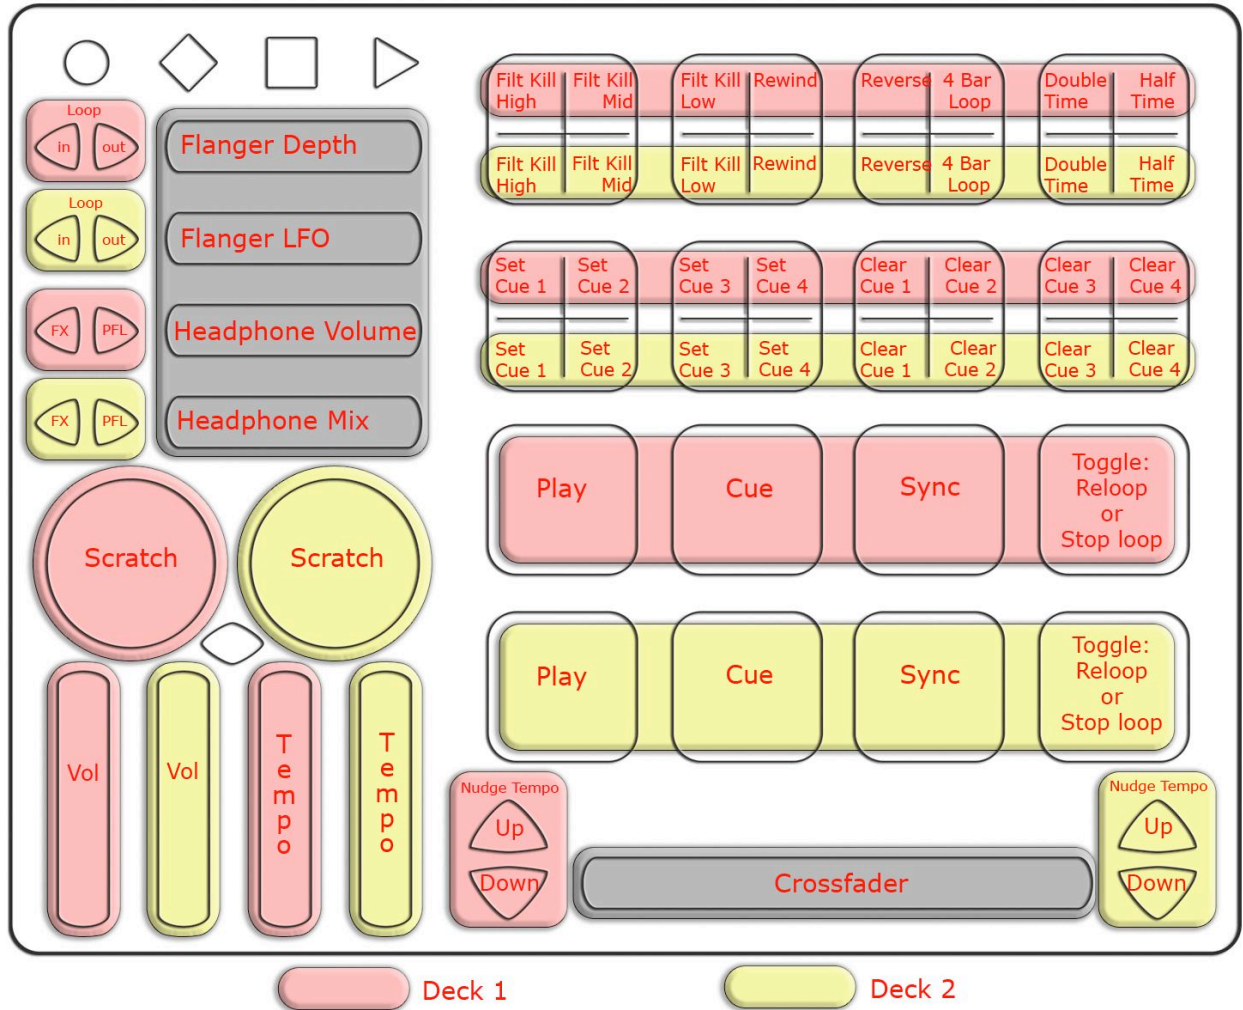 Loop
in out
Loop
in out
FX PFL
FX PFL
Flanger Depth
Flanger LFO
Headphone Volume
Headphone Mix
Scratch
Scratch
Vol
Vol
Tempo
Tempo
Filt Kill High
Filt Kill Mid
Filt Kill Low
Rewind
Reverse
4 Bar Loop
Double Time
Half Time
Filt Kill High
Filt Kill Mid
Filt Kill Low
Rewind
Reverse
4 Bar Loop
Double Time
Half Time
Set Cue 1
Set Cue 2
Set Cue 3
Set Cue 4
Clear Cue 1
Clear Cue 2
Clear Cue 3
Clear Cue 4
Set Cue 1
Set Cue 2
Set Cue 3
Set Cue 4
Clear Cue 1
Clear Cue 2
Clear Cue 3
Clear Cue 4
Play
Cue
Sync
Toggle:
Reloop
or
Stop loop
Play
Cue
Sync
Toggle:
Reloop
or
Stop loop
Nudge Tempo
Up
Down
Crossfader
Nudge Tempo
Up
Down
Deck 1
Deck 2